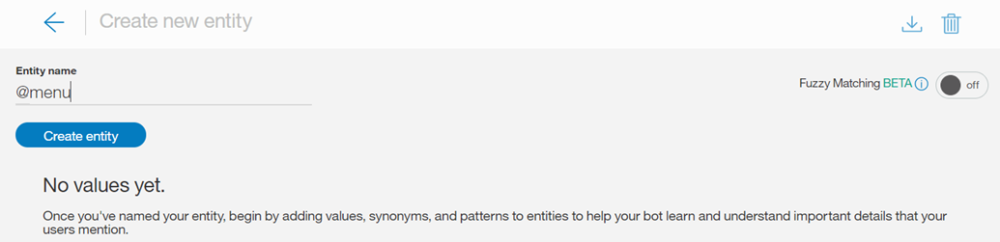 Create new entity
Entity name
@menu
Fuzzy Matching BETA
off
Create entity
No values yet.
Once you've named your entity, begin by adding values, synonyms, and patterns to entities to help your bot learn and understand important details that your
users mention.